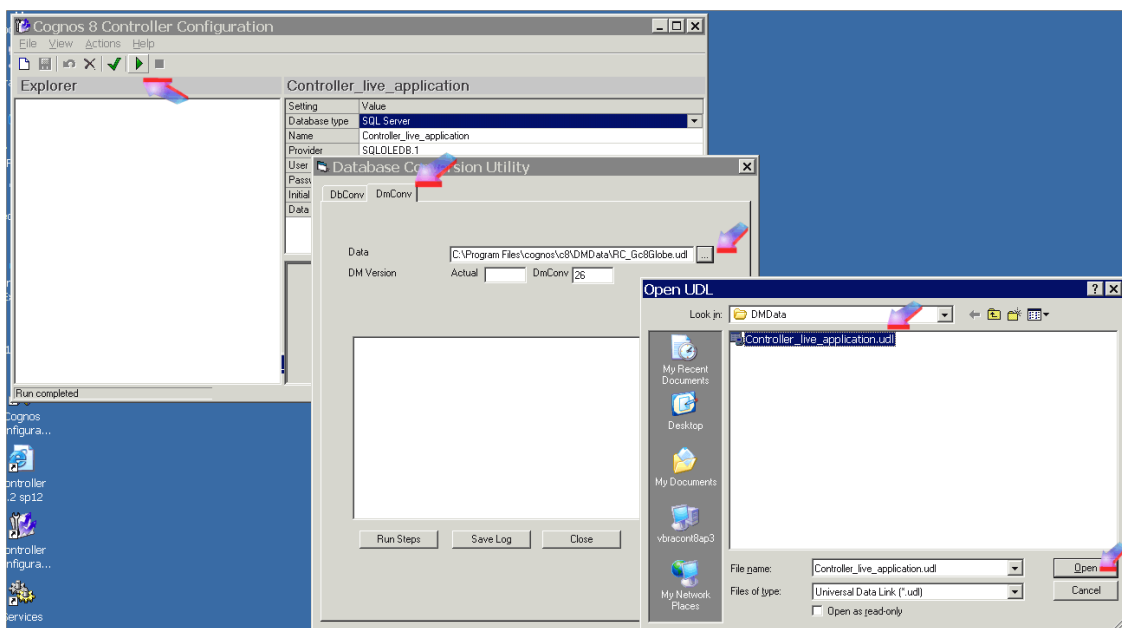 Cognos 8 Controller Configuration
File View Actions Help
Explorer
Controller_live_application
Setting Value
Database type SQL Server
Name Controller_live_application
Provider SQLOLEDB.1
User
Initial
Data
Run completed
Database Utility
DbConv DmConv
Data C:\Program Files\cognos\c8\DMData\RC_Gc8Globe.udl ...
DM Version Actual DmConv 26
Run Steps Save Log Close
Open UDL
Look in: DMData
Controller_live_application.udl
My Recent
Documents
Desktop
My Documents
vbracont8ap3
My Network
Places
File name: Controller_live_application.udl Open
Files of type: Universal Data Link (*.udl) Cancel
Open as read-only
Cognos
nfigura...
ontroller
.2 sp12
ontroller
nfigura...
ervices